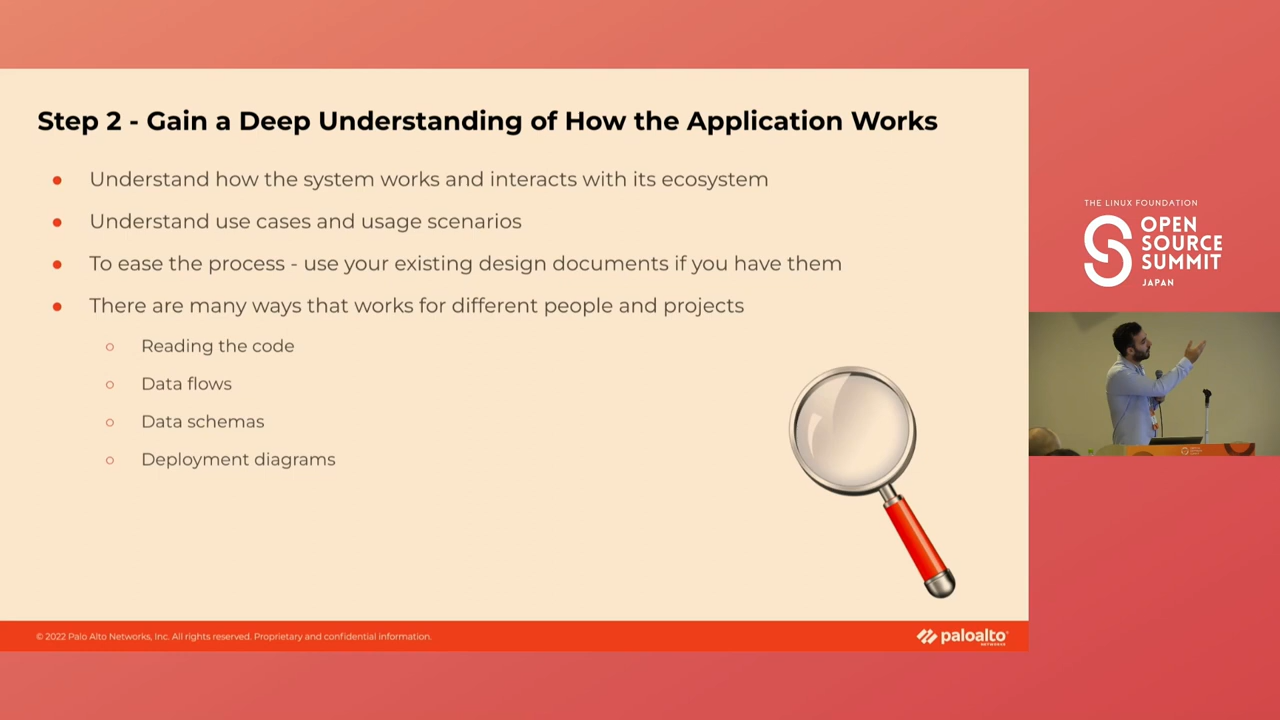 Step 2 - Gain a Deep Understanding of How the Application Works
● Understand how the system works and interacts with its ecosystem
● Understand use cases and usage scenarios
● To ease the process - use your existing design documents if you have them
● There are many ways that works for different people and projects
○ Reading the code
○ Data flows
○ Data schemas
○ Deployment diagrams
© 2022 Palo Alto Networks, Inc. All rights reserved. Proprietary and confidential information.
paloalto
NETWORKS
THE LINUX FOUNDATION
OPEN
SOURCE
SUMMIT
JAPAN